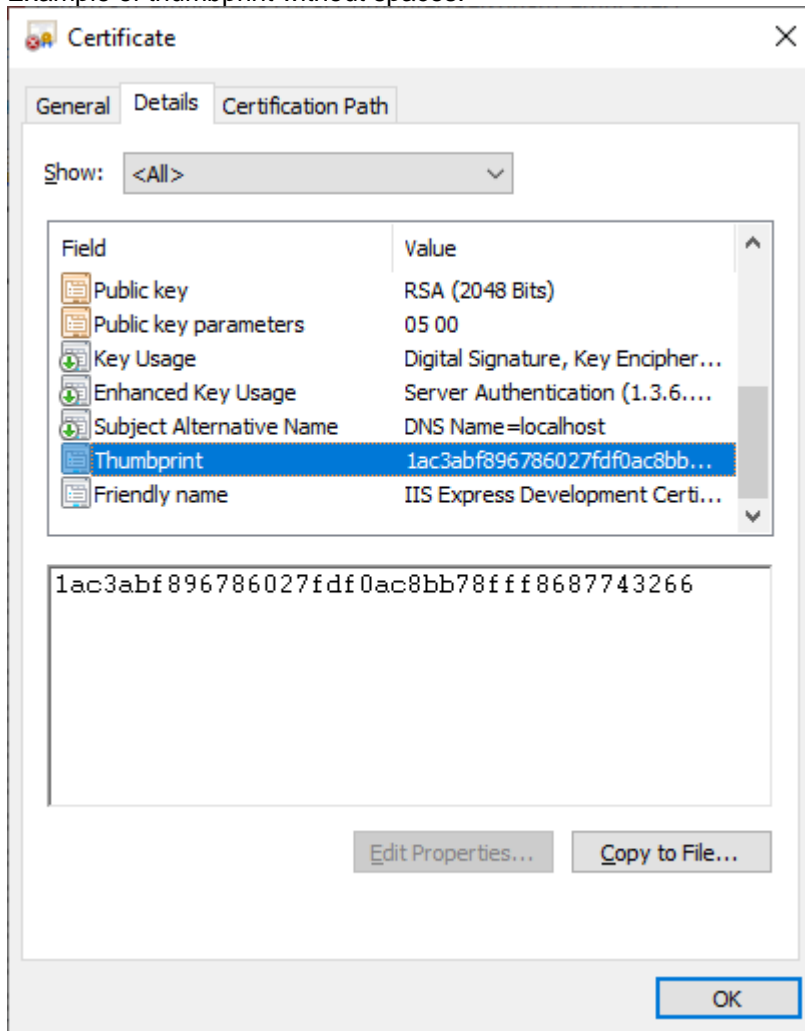 Example of thumbprint without spaces:
Certificate
General Details Certification Path
Show: <All>
Field Value
Public key RSA (2048 Bits)
Public key parameters 05 00
Key Usage Digital Signature, Key Encipher...
Enhanced Key Usage Server Authentication (1.3.6....
Subject Alternative Name DNS Name=localhost
Thumbprint 1ac3abf896786027fdf0ac8bb...
Friendly name IIS Express Development Certi...
1ac3abf896786027fdf0ac8bb78fff8687743266
Edit Properties... Copy to File...
OK